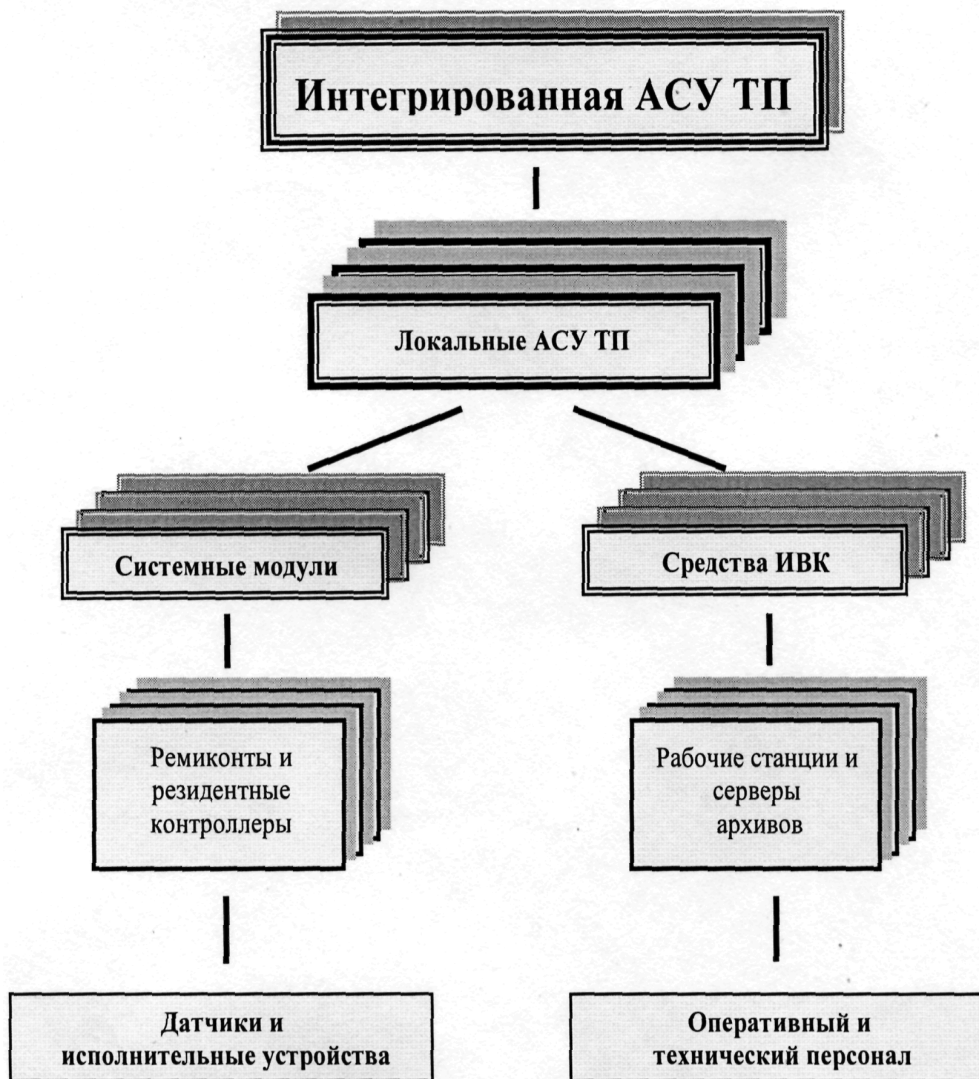 Интегрированная АСУ ТП
Локальные АСУ ТП
Системные модули
Средства ИВК
Ремиконты и
резидентные
контроллеры
Рабочие станции и
серверы
архивов
Датчики и
исполнительные устройства
Оперативный и
технический персонал